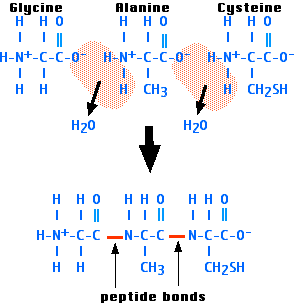 Glycine Alanine Cysteine
H H O H H O H H O
H-N⁺-C-C-O⁻ H-N⁺-C-C-O⁻ H-N⁺-C-C-O⁻
H H H CH₃ H CH₂SH
H₂O H₂O
H H O H H O H H O
H-N⁺-C-C-N-C-C-N-C-C-O⁻
H H CH₃ CH₂SH
peptide bonds